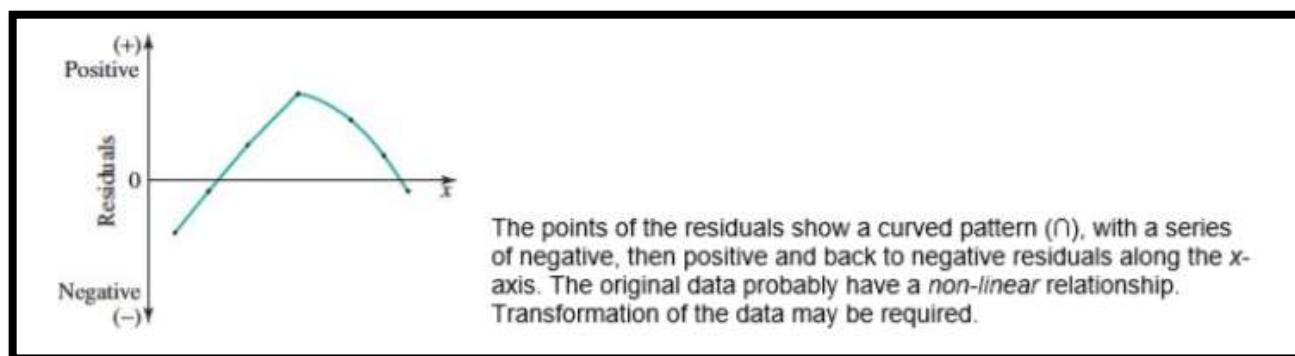 (+)
Positive
Residuals
0
x
Negative
(–)
The points of the residuals show a curved pattern (∩), with a series
of negative, then positive and back to negative residuals along the x-
axis. The original data probably have a non-linear relationship.
Transformation of the data may be required.